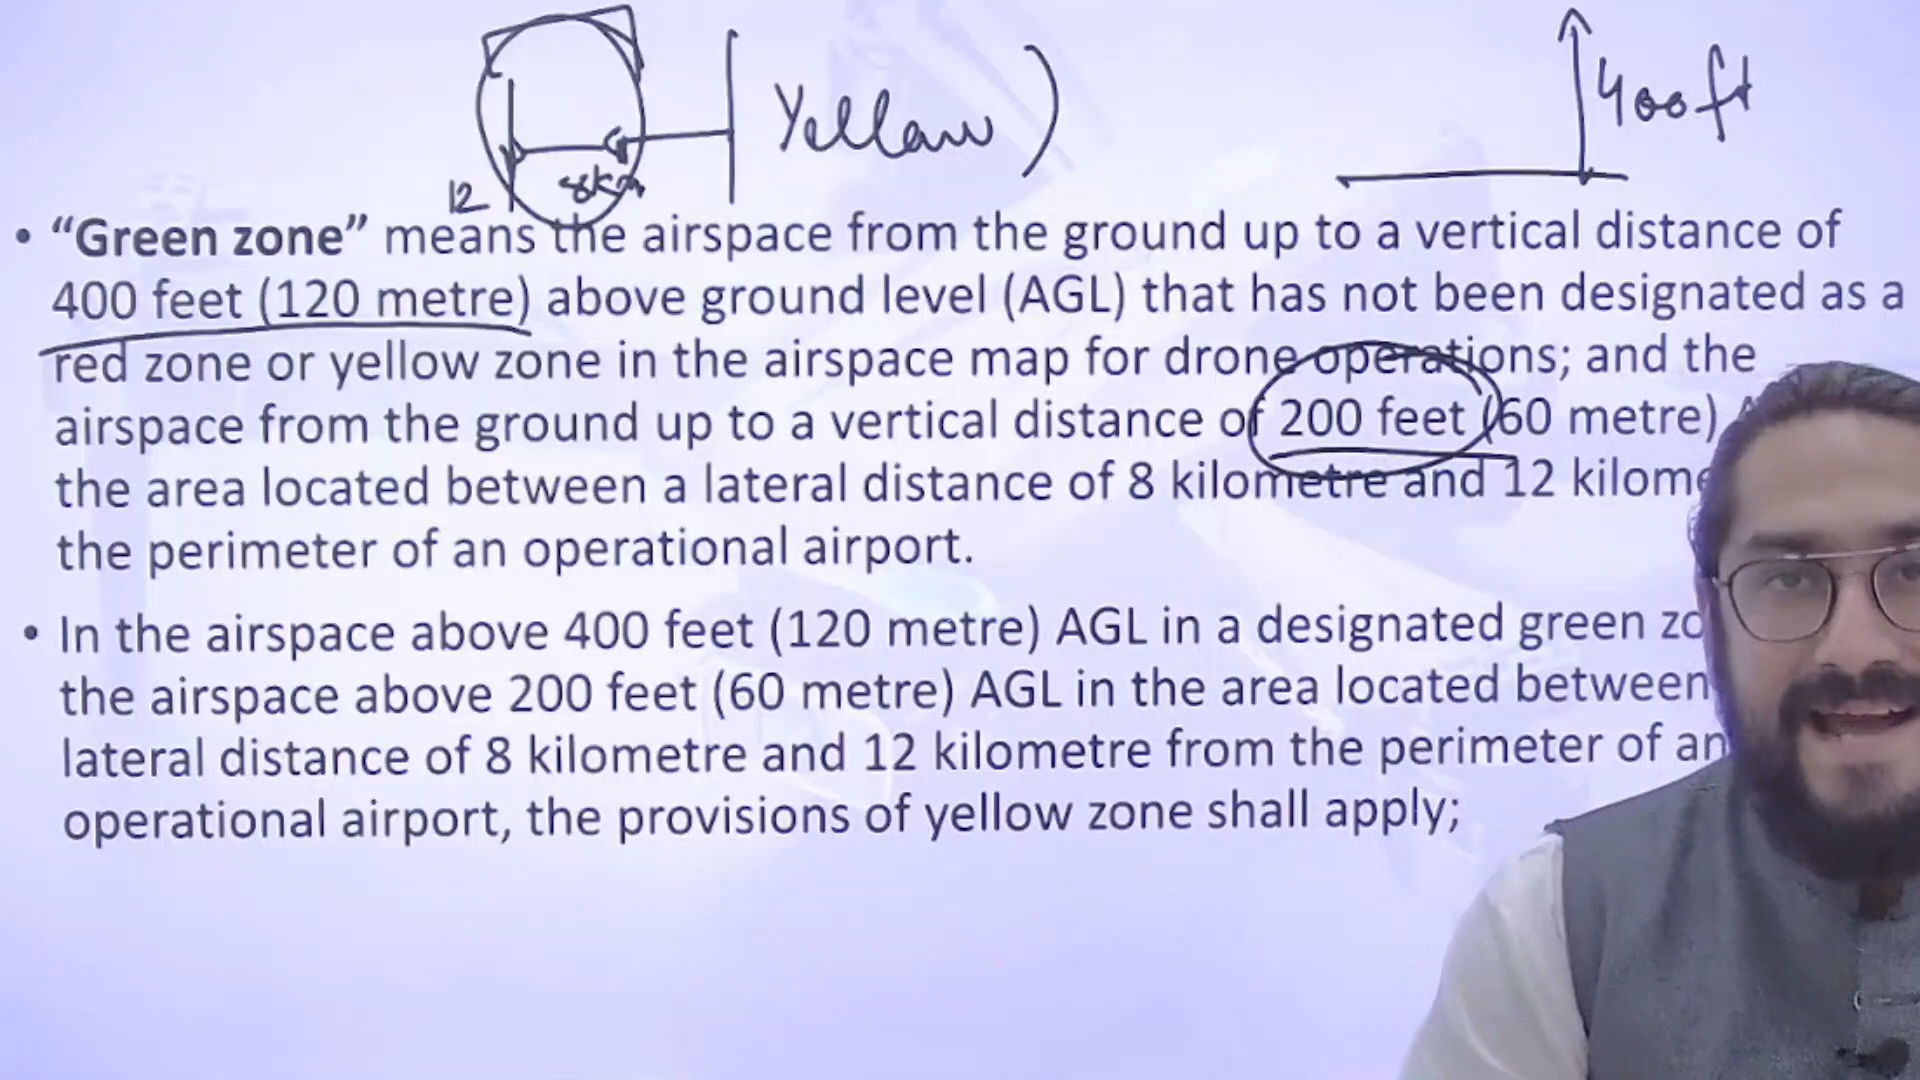 Yellow
400ft
12 8km
• “Green zone” means the airspace from the ground up to a vertical distance of
400 feet (120 metre) above ground level (AGL) that has not been designated as a
red zone or yellow zone in the airspace map for drone operations; and the
airspace from the ground up to a vertical distance of 200 feet (60 metre)
the area located between a lateral distance of 8 kilometre and 12
the perimeter of an operational airport.
• In the airspace above 400 feet (120 metre) AGL in a designated green
the airspace above 200 feet (60 metre) AGL in the area located between
lateral distance of 8 kilometre and 12 kilometre from the perimeter of an
operational airport, the provisions of yellow zone shall apply;